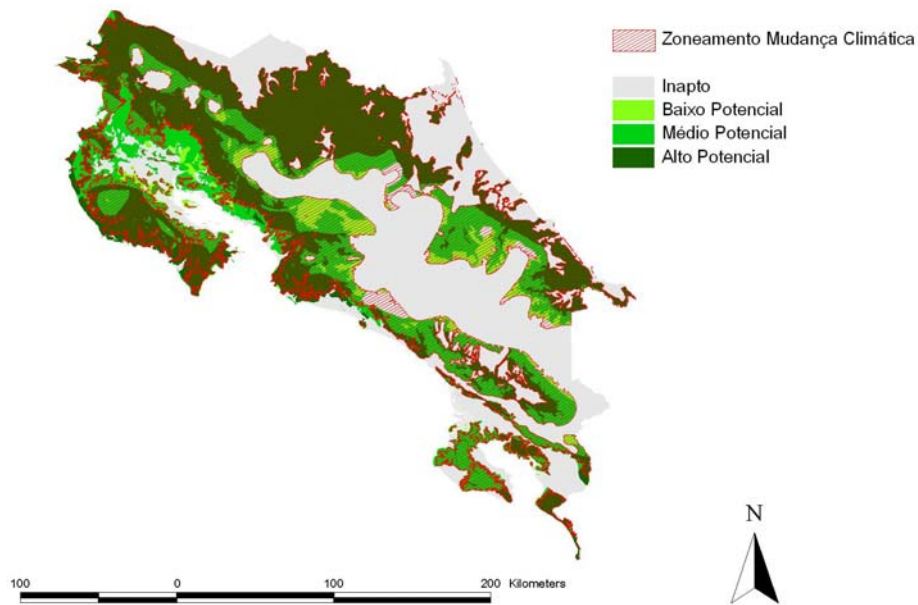 Zoneamento Mudança Climática
Inapto
Baixo Potencial
Médio Potencial
Alto Potencial
N
100 0 100 200 Kilometers